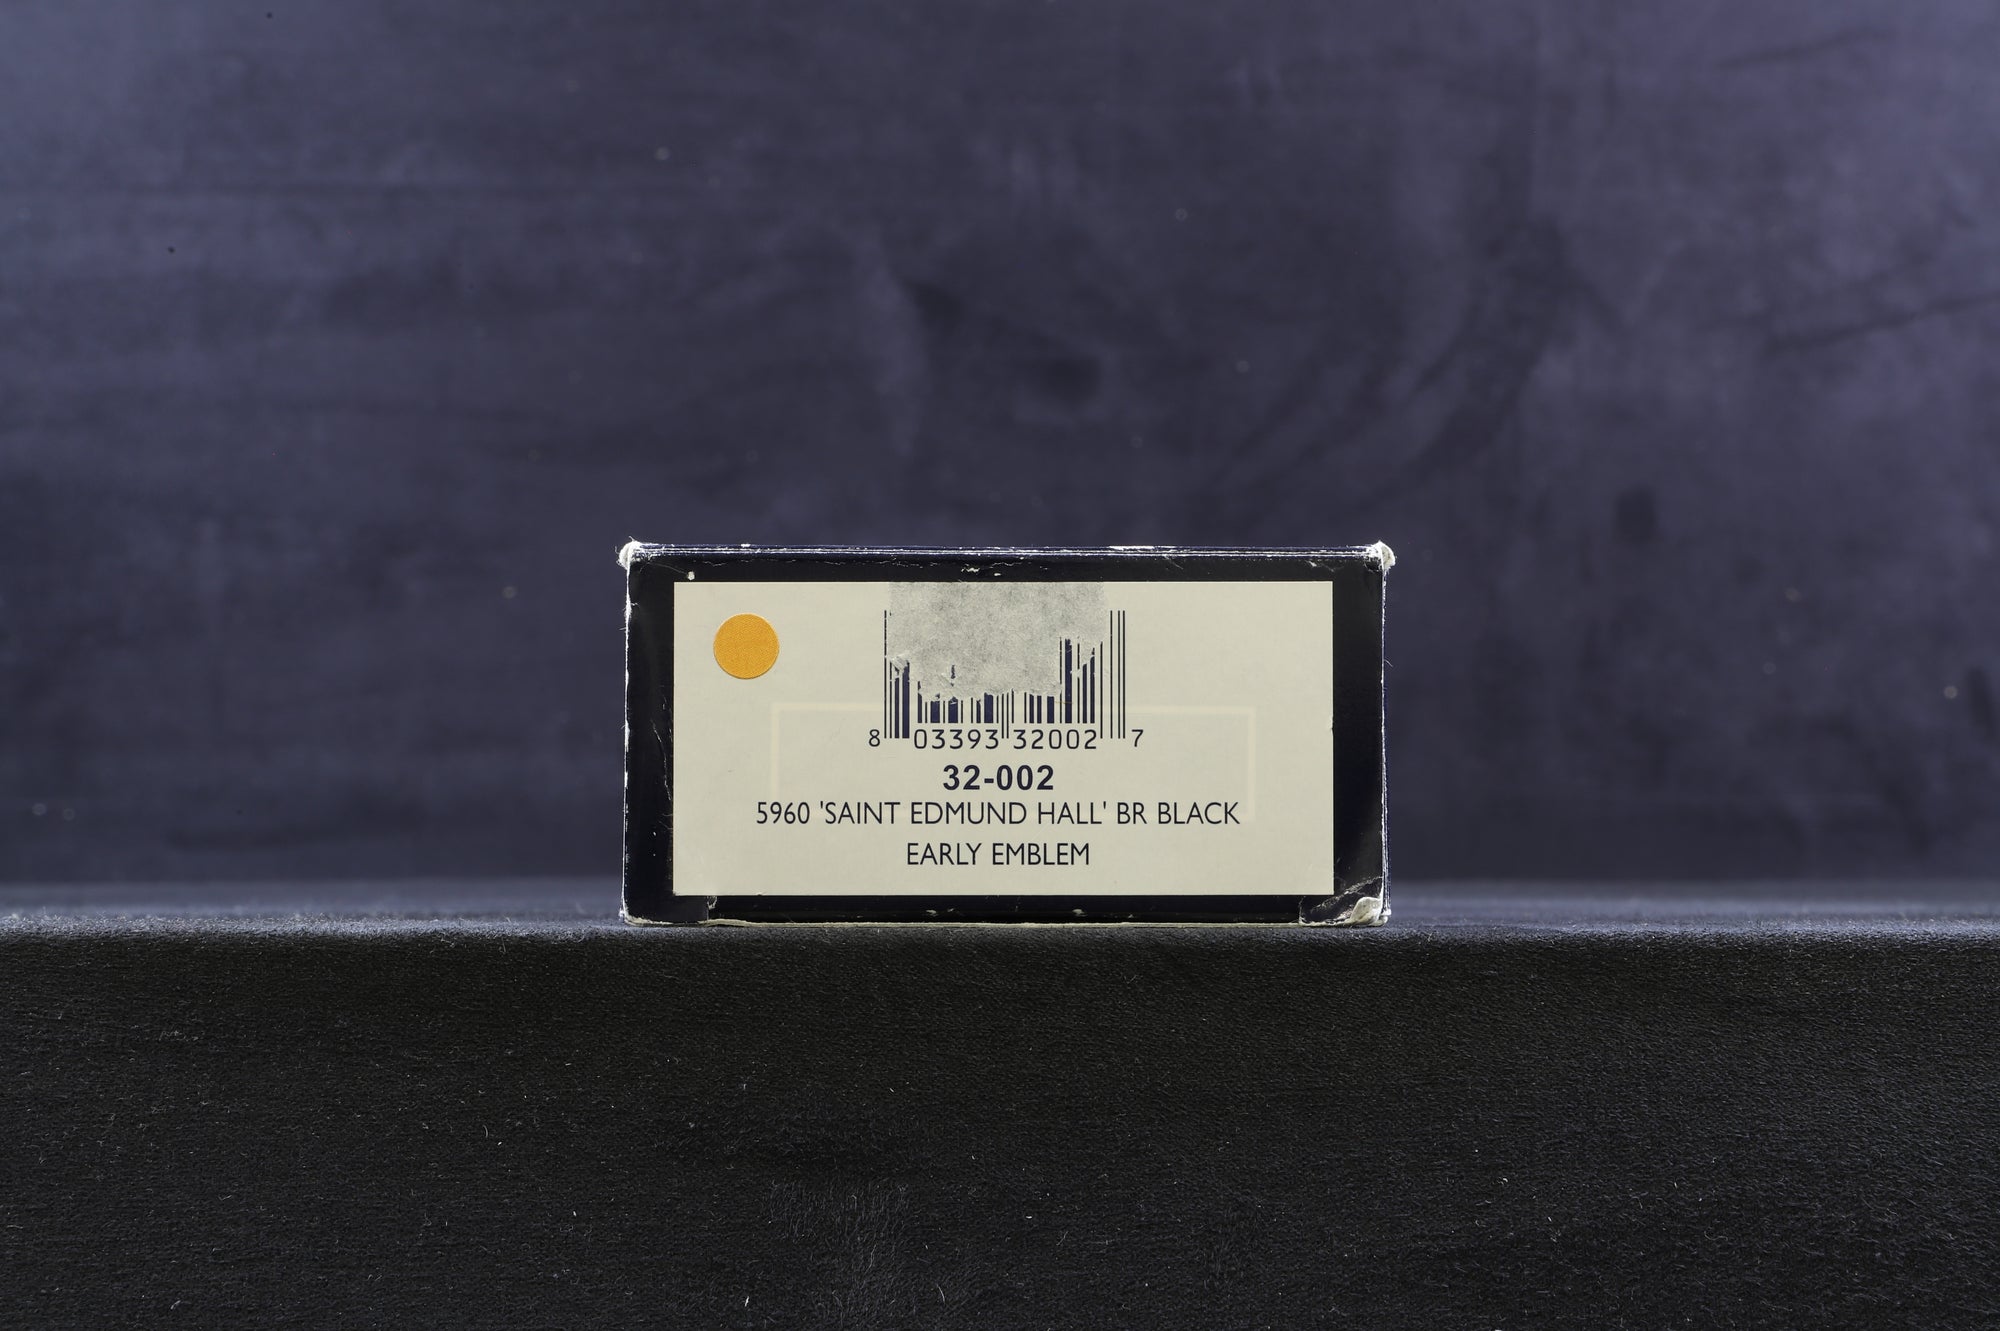 8 03393 32002 7
32-002
5960 'SAINT EDMUND HALL' BR BLACK
EARLY EMBLEM